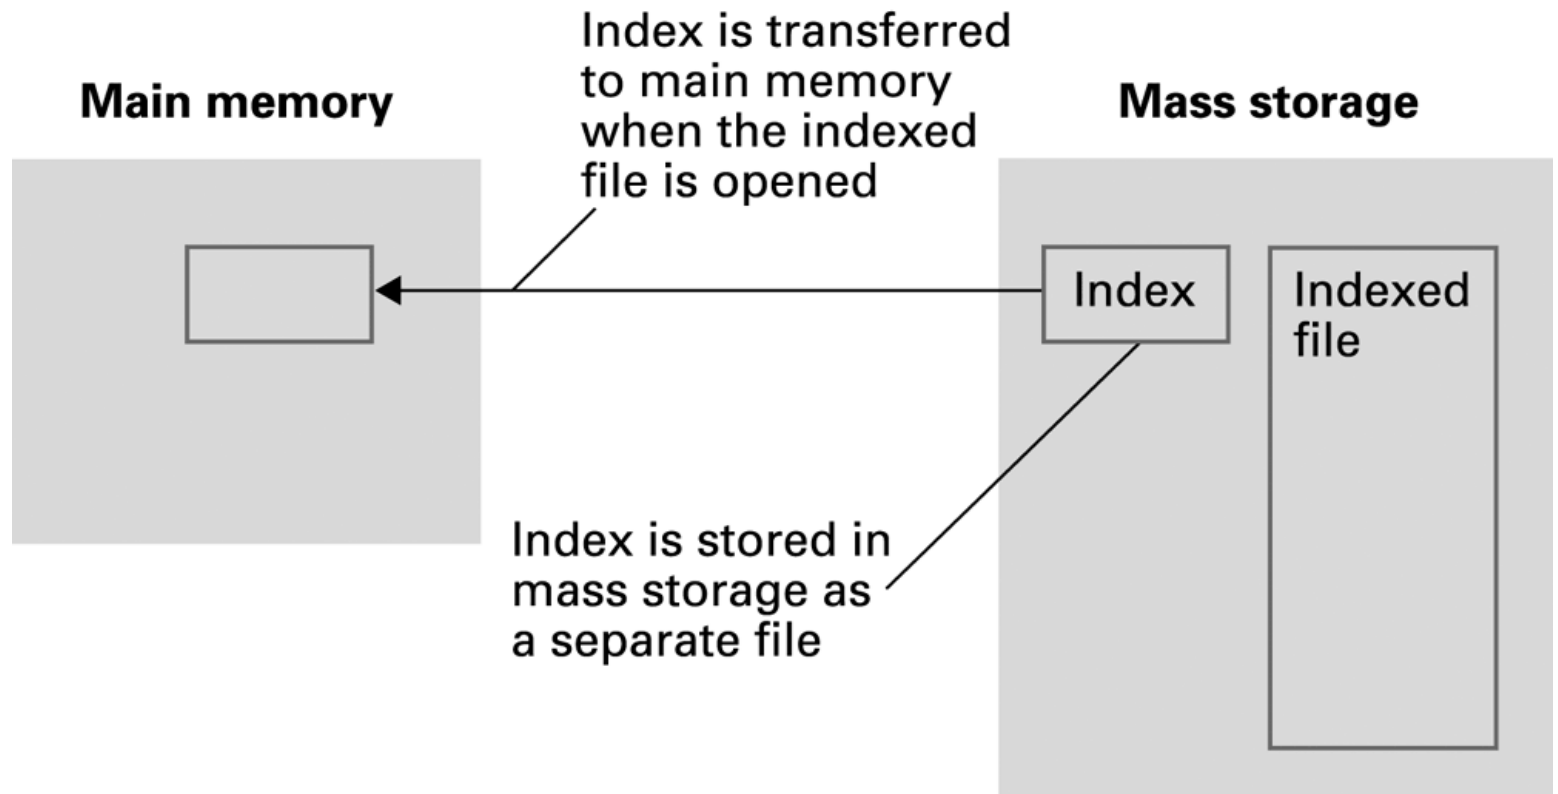 Main memory
Index is transferred
to main memory
when the indexed
file is opened
Mass storage
Index
Indexed
file
Index is stored in
mass storage as
a separate file